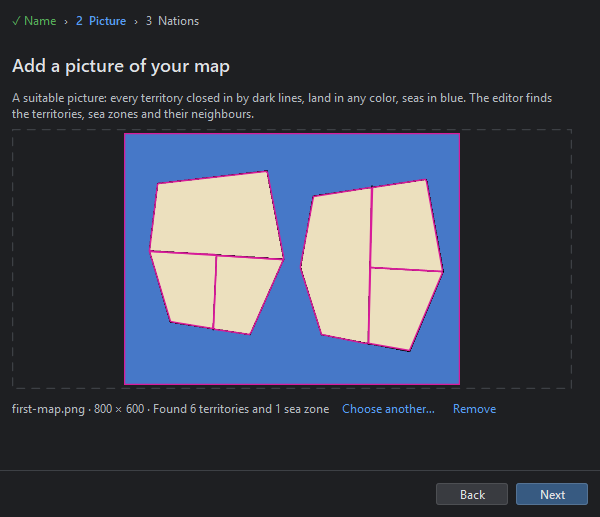 ✓ Name › 2 Picture › 3 Nations
Add a picture of your map
A suitable picture: every territory closed in by dark lines, land in any color, seas in blue. The editor finds
the territories, sea zones and their neighbours.
first-map.png · 800 × 600 · Found 6 territories and 1 sea zone Choose another... Remove
Back Next